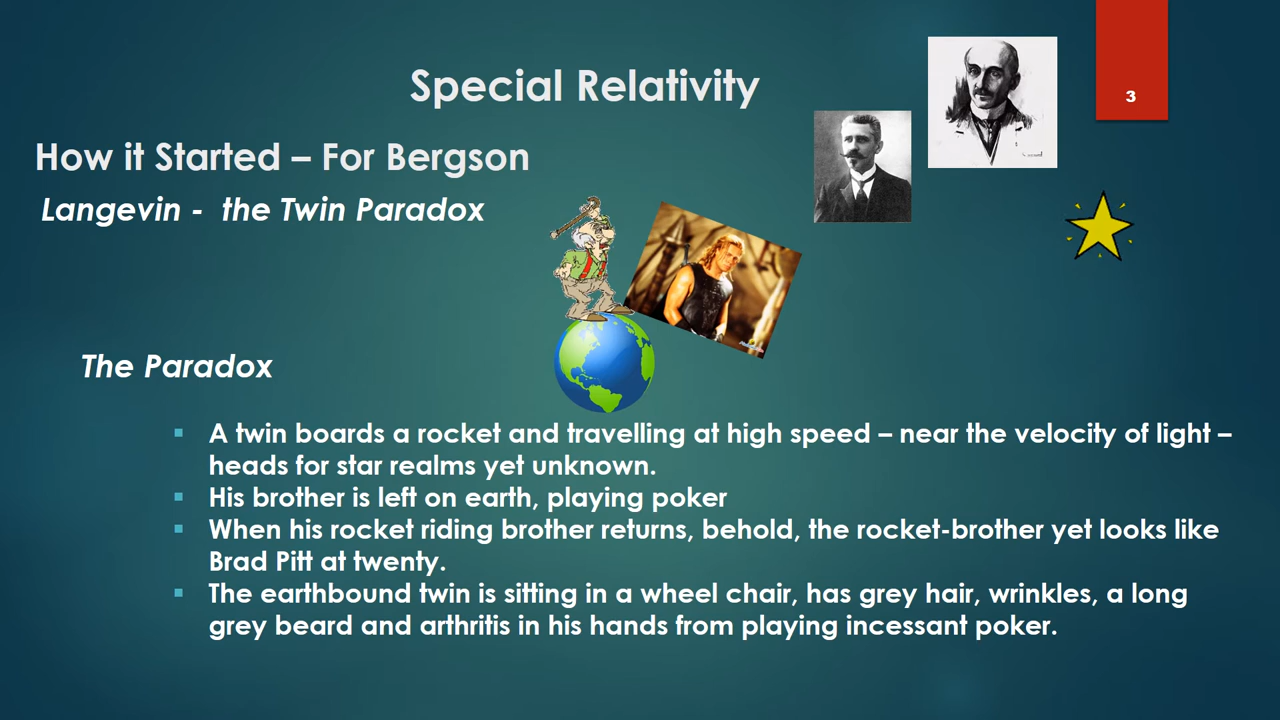 Special Relativity
3
How it Started – For Bergson
Langevin - the Twin Paradox
The Paradox
A twin boards a rocket and travelling at high speed – near the velocity of light –
heads for star realms yet unknown.
His brother is left on earth, playing poker
When his rocket riding brother returns, behold, the rocket-brother yet looks like
Brad Pitt at twenty.
The earthbound twin is sitting in a wheel chair, has grey hair, wrinkles, a long
grey beard and arthritis in his hands from playing incessant poker.